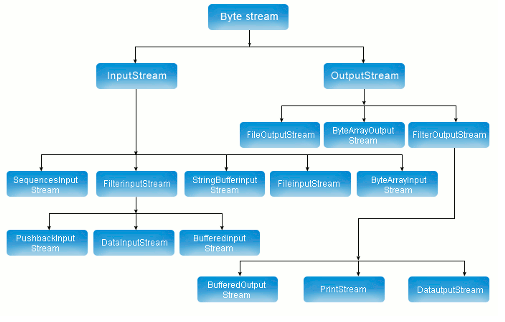 Byte stream
InputStream
OutputStream
FileOutputStream
ByteArrayOutput
Stream
FilterOutputStream
SequencesInput
Stream
FilterInputStream
StringBufferInput
Stream
FileInputStream
ByteArrayInput
Stream
PushbackInput
Stream
DataInputStream
BufferedInput
Stream
BufferedOutput
Stream
PrintStream
DatautputStream